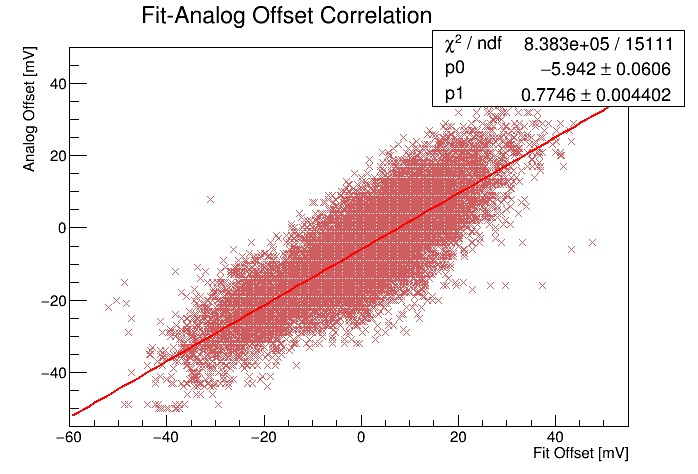 Fit-Analog Offset Correlation
χ² / ndf 8.383e+05 / 15111
p0 −5.942 ± 0.0606
p1 0.7746 ± 0.004402
Analog Offset [mV]
40
20
0
−20
−40
−60 −40 −20 0 20 40
Fit Offset [mV]